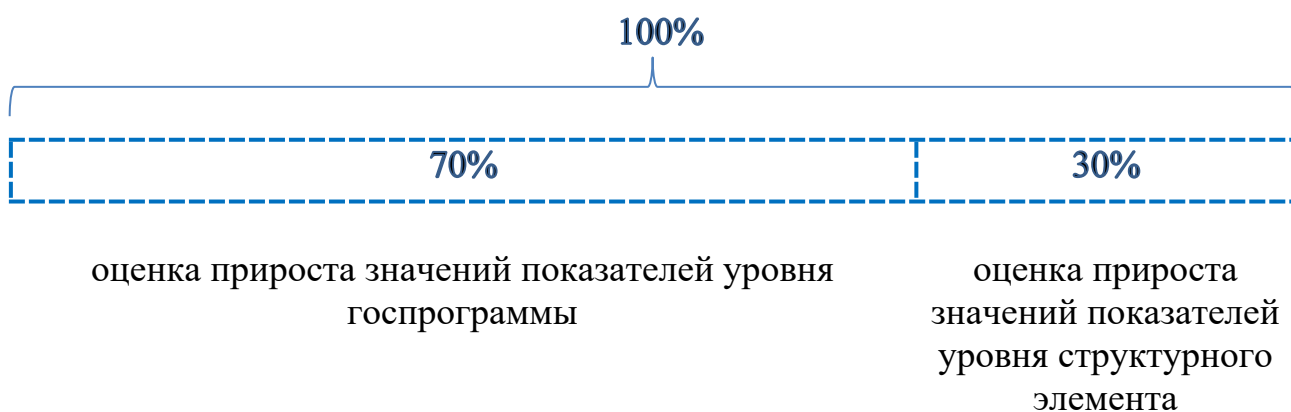 100%
70%
30%
оценка прироста значений показателей уровня
госпрограммы
оценка прироста
значений показателей
уровня структурного
элемента